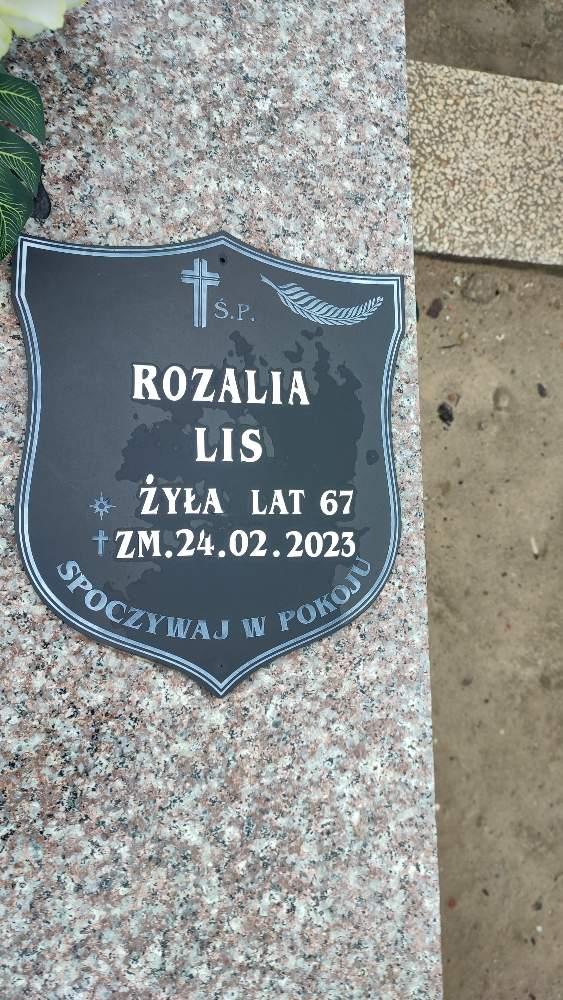 Ś.P.
ROZALIA
LIS
ŻYŁA LAT 67
ZM.24.02.2023
SPOCZYWAJ W POKOJU